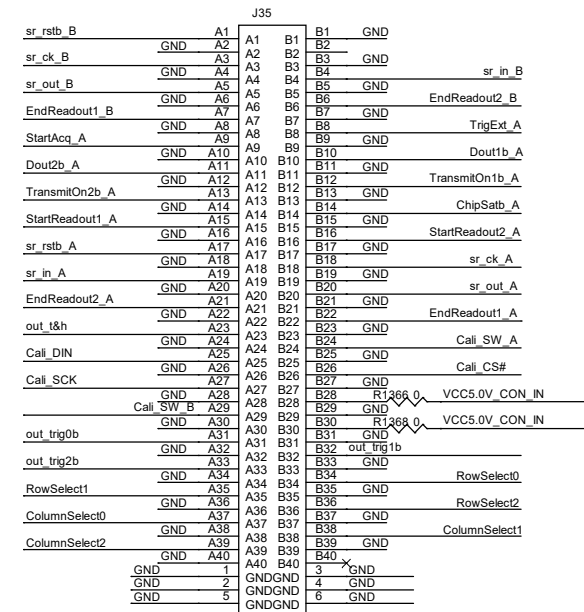 J35
sr_rstb_B A1 A1 B1 B1 GND
GND A2 A2 B2 B2
sr_ck_B A3 A3 B3 B3 GND
GND A4 A4 B4 B4 sr_in_B
sr_out_B A5 A5 B5 B5 GND
GND A6 A6 B6 B6 EndReadout2_B
EndReadout1_B A7 A7 B7 B7 GND
GND A8 A8 B8 B8 TrigExt_A
StartAcq_A A9 A9 B9 B9 GND
GND A10 A10 B10 B10 Dout1b_A
Dout2b_A A11 A11 B11 B11 GND
GND A12 A12 B12 B12 TransmitOn1b_A
TransmitOn2b_A A13 A13 B13 B13 GND
GND A14 A14 B14 B14 ChipSatb_A
StartReadout1_A A15 A15 B15 B15 GND
GND A16 A16 B16 B16 StartReadout2_A
sr_rstb_A A17 A17 B17 B17 GND
GND A18 A18 B18 B18 sr_ck_A
sr_in_A A19 A19 B19 B19 GND
GND A20 A20 B20 B20 sr_out_A
EndReadout2_A A21 A21 B21 B21 GND
GND A22 A22 B22 B22 EndReadout1_A
out_t&h A23 A23 B23 B23 GND
GND A24 A24 B24 B24 Cali_SW_A
Cali_DIN A25 A25 B25 B25 GND
GND A26 A26 B26 B26 Cali_CS#
Cali_SCK A27 A27 B27 B27 GND
GND A28 A28 B28 B28 R1366 0 VCC5.0V_CON_IN
Cali_SW_B A29 A29 B29 B29 GND
GND A30 A30 B30 B30 R1368 0 VCC5.0V_CON_IN
out_trig0b A31 A31 B31 B31 GND
GND A32 A32 B32 B32 out_trig1b
out_trig2b A33 A33 B33 B33 GND
GND A34 A34 B34 B34 RowSelect0
RowSelect1 A35 A35 B35 B35 GND
GND A36 A36 B36 B36 RowSelect2
ColumnSelect0 A37 A37 B37 B37 GND
GND A38 A38 B38 B38 ColumnSelect1
ColumnSelect2 A39 A39 B39 B39 GND
GND A40 A40 B40 B40
GND 1 GNDGND 3 GND
GND 2 GNDGND 4 GND
GND 5 GNDGND 6 GND